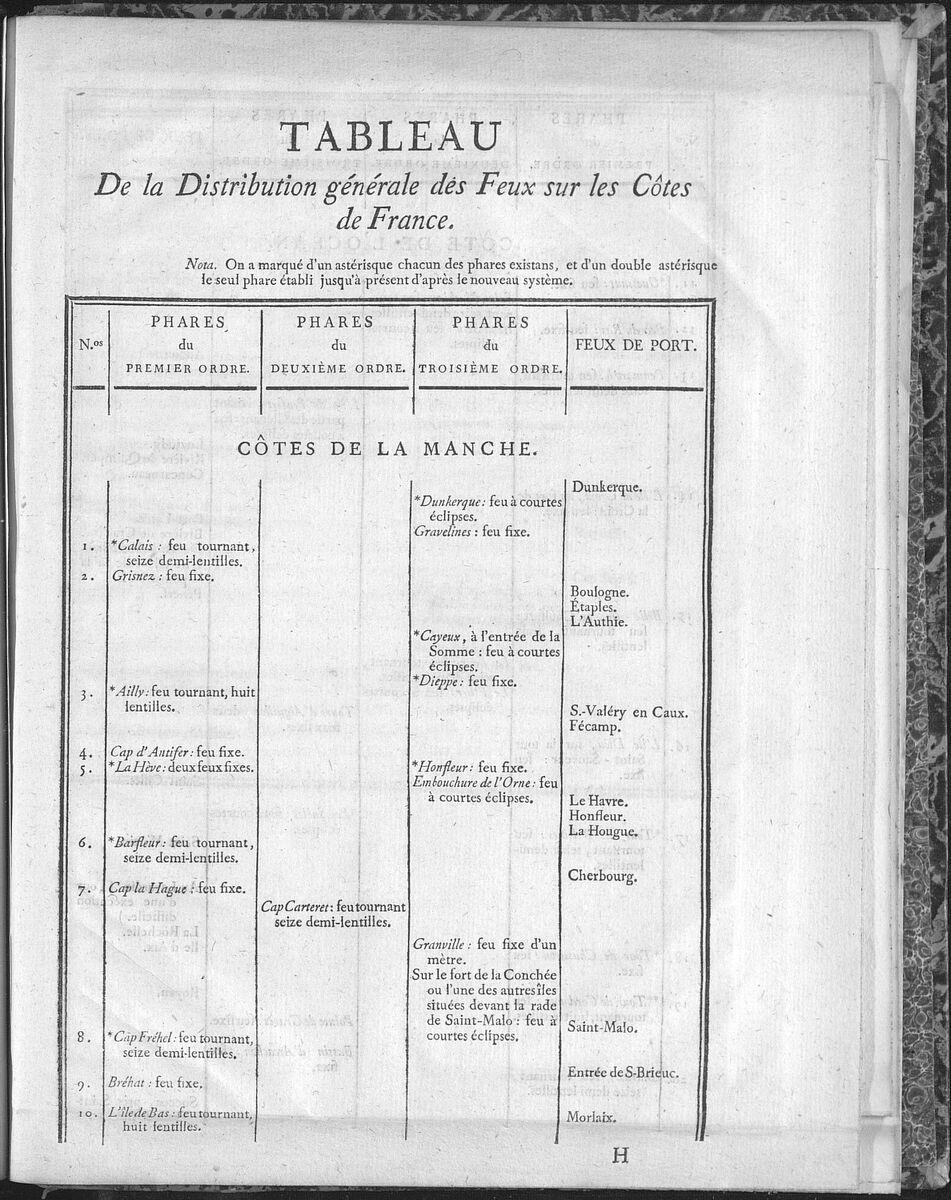 TABLEAU
De la Distribution générale des Feux sur les Côtes
de France.
Nota. On a marqué d'un astérisque chacun des phares existans, et d'un double astérisque
le seul phare établi jusqu'à présent d'après le nouveau système.
N.os
PHARES
du
PREMIER ORDRE.
PHARES
du
DEUXIÈME ORDRE.
PHARES
du
TROISIÈME ORDRE.
FEUX DE PORT.
CÔTES DE LA MANCHE.
Dunkerque.
*Dunkerque: feu à courtes
éclipses.
Gravelines: feu fixe.
1. *Calais: feu tournant,
seize demi-lentilles.
2. Grisnez: feu fixe.
Boulogne.
Étaples.
L'Authie.
*Cayeux, à l'entrée de la
Somme: feu à courtes
éclipses.
*Dieppe: feu fixe.
3. *Ailly: feu tournant, huit
lentilles.
S.-Valéry en Caux.
Fécamp.
4. Cap d'Antifer: feu fixe.
5. *La Hève: deux feux fixes.
*Honfleur: feu fixe.
Embouchure de l'Orne: feu
à courtes éclipses.
Le Havre.
Honfleur.
La Hougue.
6. *Barfleur: feu tournant,
seize demi-lentilles.
Cherbourg.
7. Cap la Hague: feu fixe.
Cap Carteret: feu tournant
seize demi-lentilles.
Granville: feu fixe d'un
mètre.
Sur le fort de la Conchée
ou l'une des autres îles
situées devant la rade
de Saint-Malo: feu à
courtes éclipses.
Saint-Malo.
8. *Cap Fréhel: feu tournant,
seize demi-lentilles.
Entrée de S-Brieuc.
9. Bréhat: feu fixe.
10. L'île de Bas: feu tournant,
huit lentilles.
Morlaix.
H